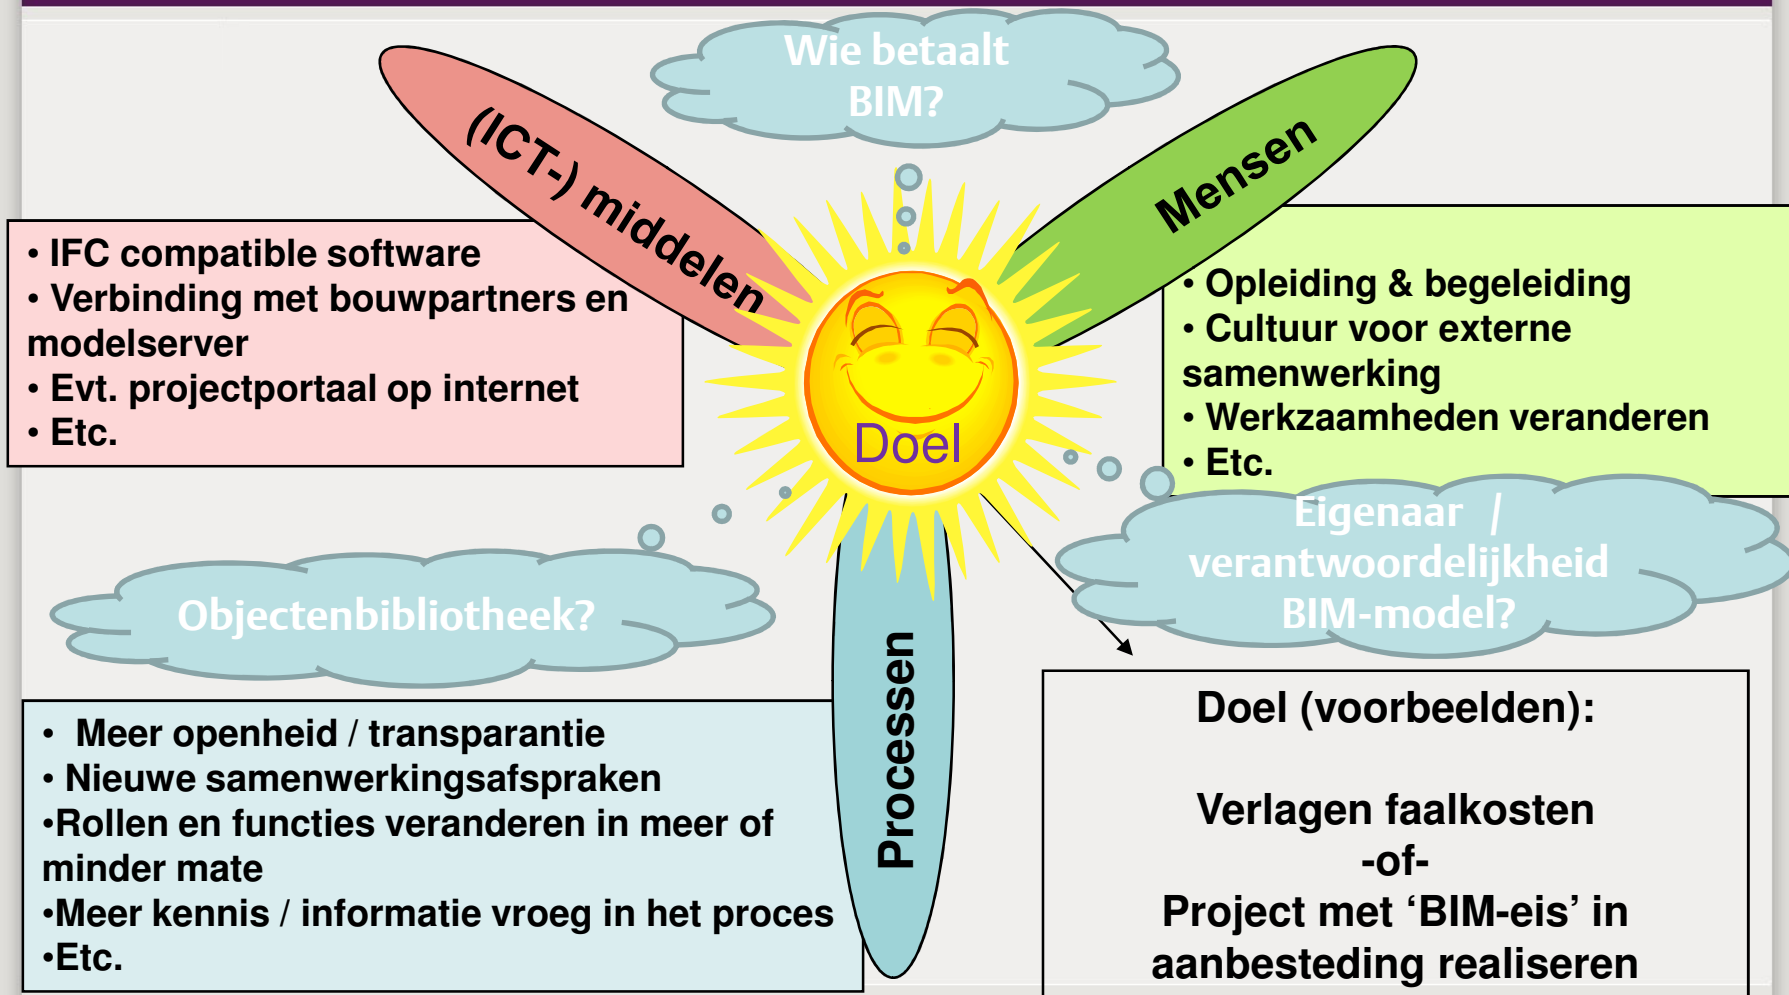 Wie betaalt
BIM?
(ICT-) middelen
Mensen
• IFC compatible software
• Verbinding met bouwpartners en
modelserver
• Evt. projectportaal op internet
• Etc.
• Opleiding & begeleiding
• Cultuur voor externe
samenwerking
• Werkzaamheden veranderen
• Etc.
Doel
Objectenbibliotheek?
Eigenaar /
verantwoordelijkheid
BIM-model?
Processen
• Meer openheid / transparantie
• Nieuwe samenwerkingsafspraken
•Rollen en functies veranderen in meer of
minder mate
•Meer kennis / informatie vroeg in het proces
•Etc.
Doel (voorbeelden):
Verlagen faalkosten
-of-
Project met ‘BIM-eis’ in
aanbesteding realiseren